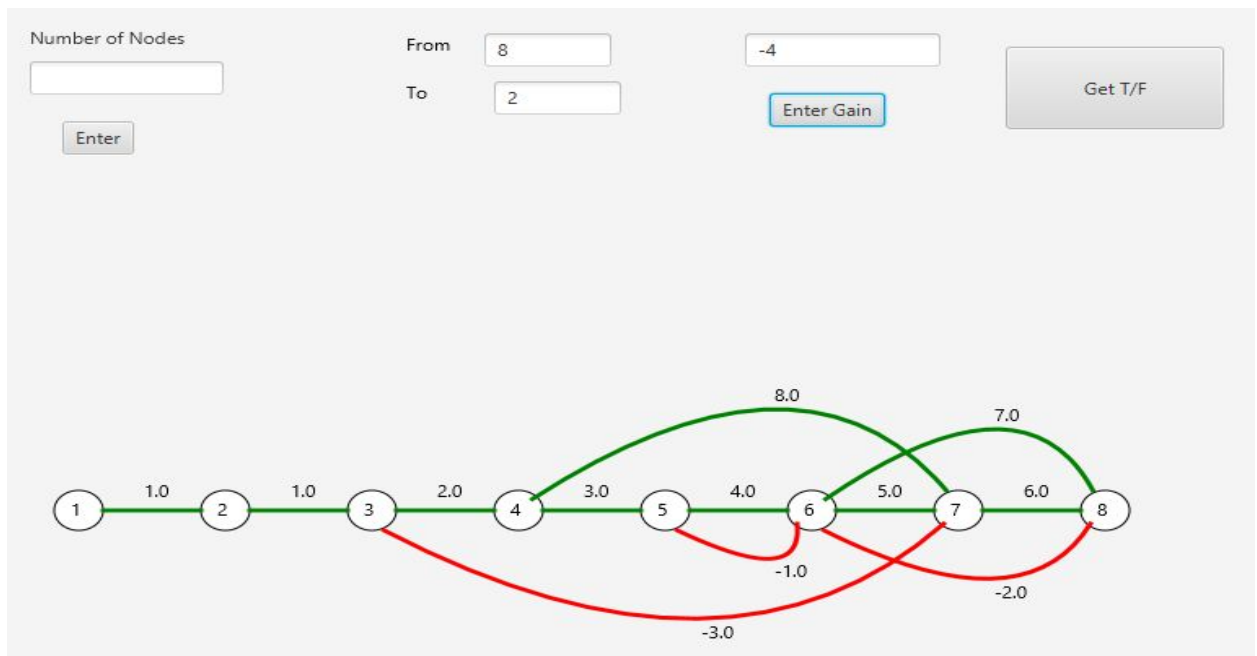 Number of Nodes
From 8 -4
Get T/F
To 2
Enter Gain
Enter
8.0
7.0
1.0 1.0 2.0 3.0 4.0 5.0 6.0
1 2 3 4 5 6 7 8
-1.0
-2.0
-3.0